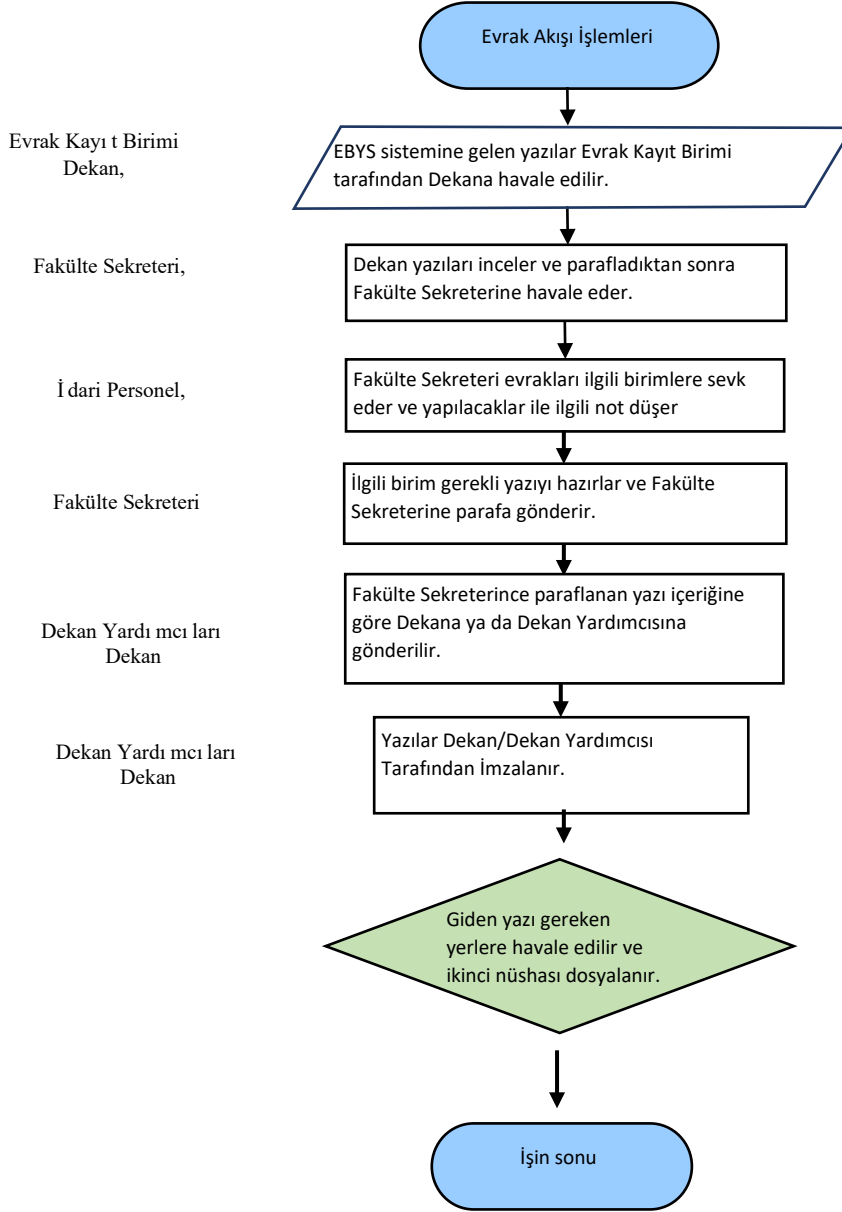 Evrak Akışı İşlemleri
Evrak Kayı t Birimi
Dekan,
EBYS sistemine gelen yazılar Evrak Kayıt Birimi
tarafından Dekana havale edilir.
Fakülte Sekreteri,
Dekan yazıları inceler ve parafladıktan sonra
Fakülte Sekreterine havale eder.
İ dari Personel,
Fakülte Sekreteri evrakları ilgili birimlere sevk
eder ve yapılacaklar ile ilgili not düşer
Fakülte Sekreteri
İlgili birim gerekli yazıyı hazırlar ve Fakülte
Sekreterine parafa gönderir.
Dekan Yardı mcı ları
Dekan
Fakülte Sekreterince paraflanan yazı içeriğine
göre Dekana ya da Dekan Yardımcısına
gönderilir.
Dekan Yardı mcı ları
Dekan
Yazılar Dekan/Dekan Yardımcısı
Tarafından İmzalanır.
Giden yazı gereken
yerlere havale edilir ve
ikinci nüshası dosyalanır.
İşin sonu